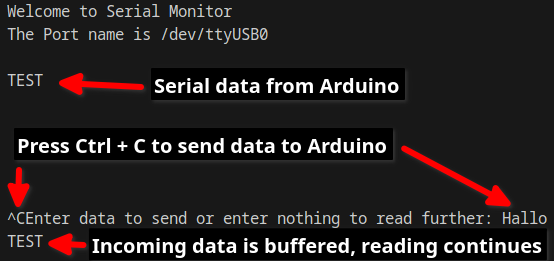 Welcome to Serial Monitor
The Port name is /dev/ttyUSB0
TEST
Serial data from Arduino
Press Ctrl + C to send data to Arduino
^CEnter data to send or enter nothing to read further: Hallo
TEST
Incoming data is buffered, reading continues